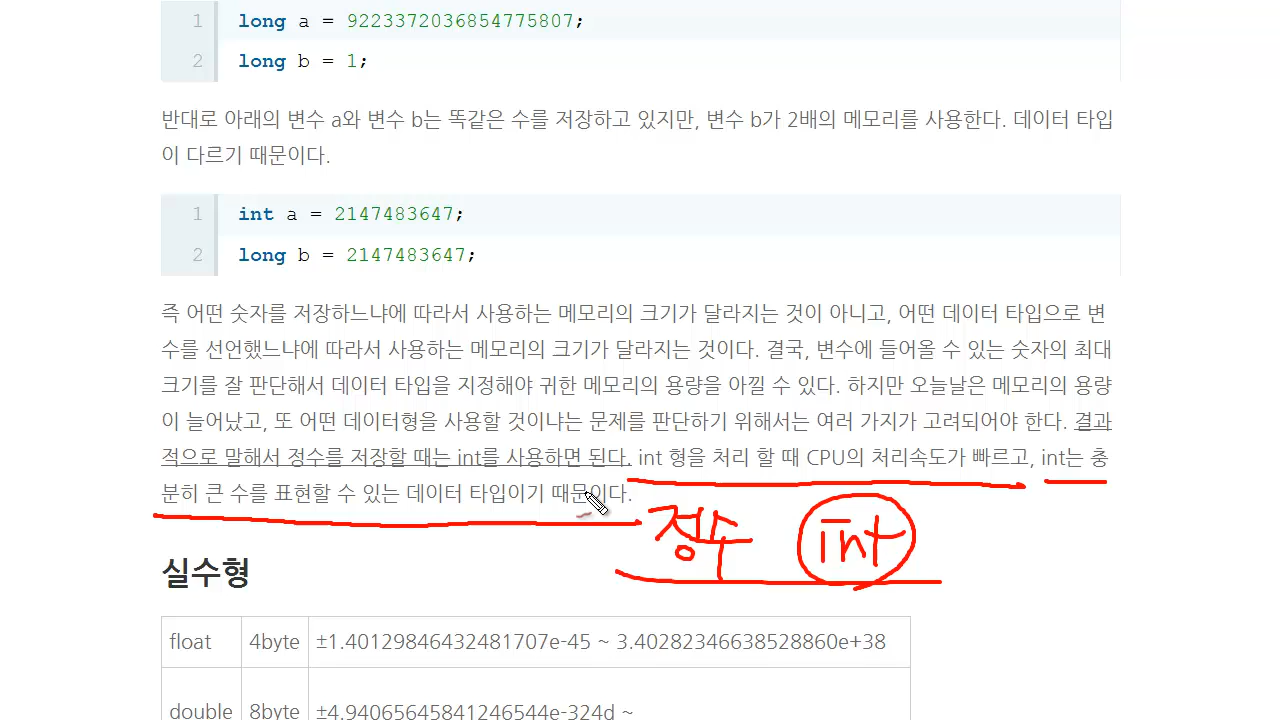 1 long a = 9223372036854775807;
2 long b = 1;
반대로 아래의 변수 a와 변수 b는 똑같은 수를 저장하고 있지만, 변수 b가 2배의 메모리를 사용한다. 데이터 타입
이 다르기 때문이다.
1 int a = 2147483647;
2 long b = 2147483647;
즉 어떤 숫자를 저장하느냐에 따라서 사용하는 메모리의 크기가 달라지는 것이 아니고, 어떤 데이터 타입으로 변
수를 선언했느냐에 따라서 사용하는 메모리의 크기가 달라지는 것이다. 결국, 변수에 들어올 수 있는 숫자의 최대
크기를 잘 판단해서 데이터 타입을 지정해야 귀한 메모리의 용량을 아낄 수 있다. 하지만 오늘날은 메모리의 용량
이 늘어났고, 또 어떤 데이터형을 사용할 것이냐는 문제를 판단하기 위해서는 여러 가지가 고려되어야 한다. 결과
적으로 말해서 정수를 저장할 때는 int를 사용하면 된다. int 형을 처리 할 때 CPU의 처리속도가 빠르고, int는 충
분히 큰 수를 표현할 수 있는 데이터 타입이기 때문이다.
정수 int
실수형
float 4byte ±1.40129846432481707e-45 ~ 3.40282346638528860e+38
double 8byte ±4.94065645841246544e-324d ~